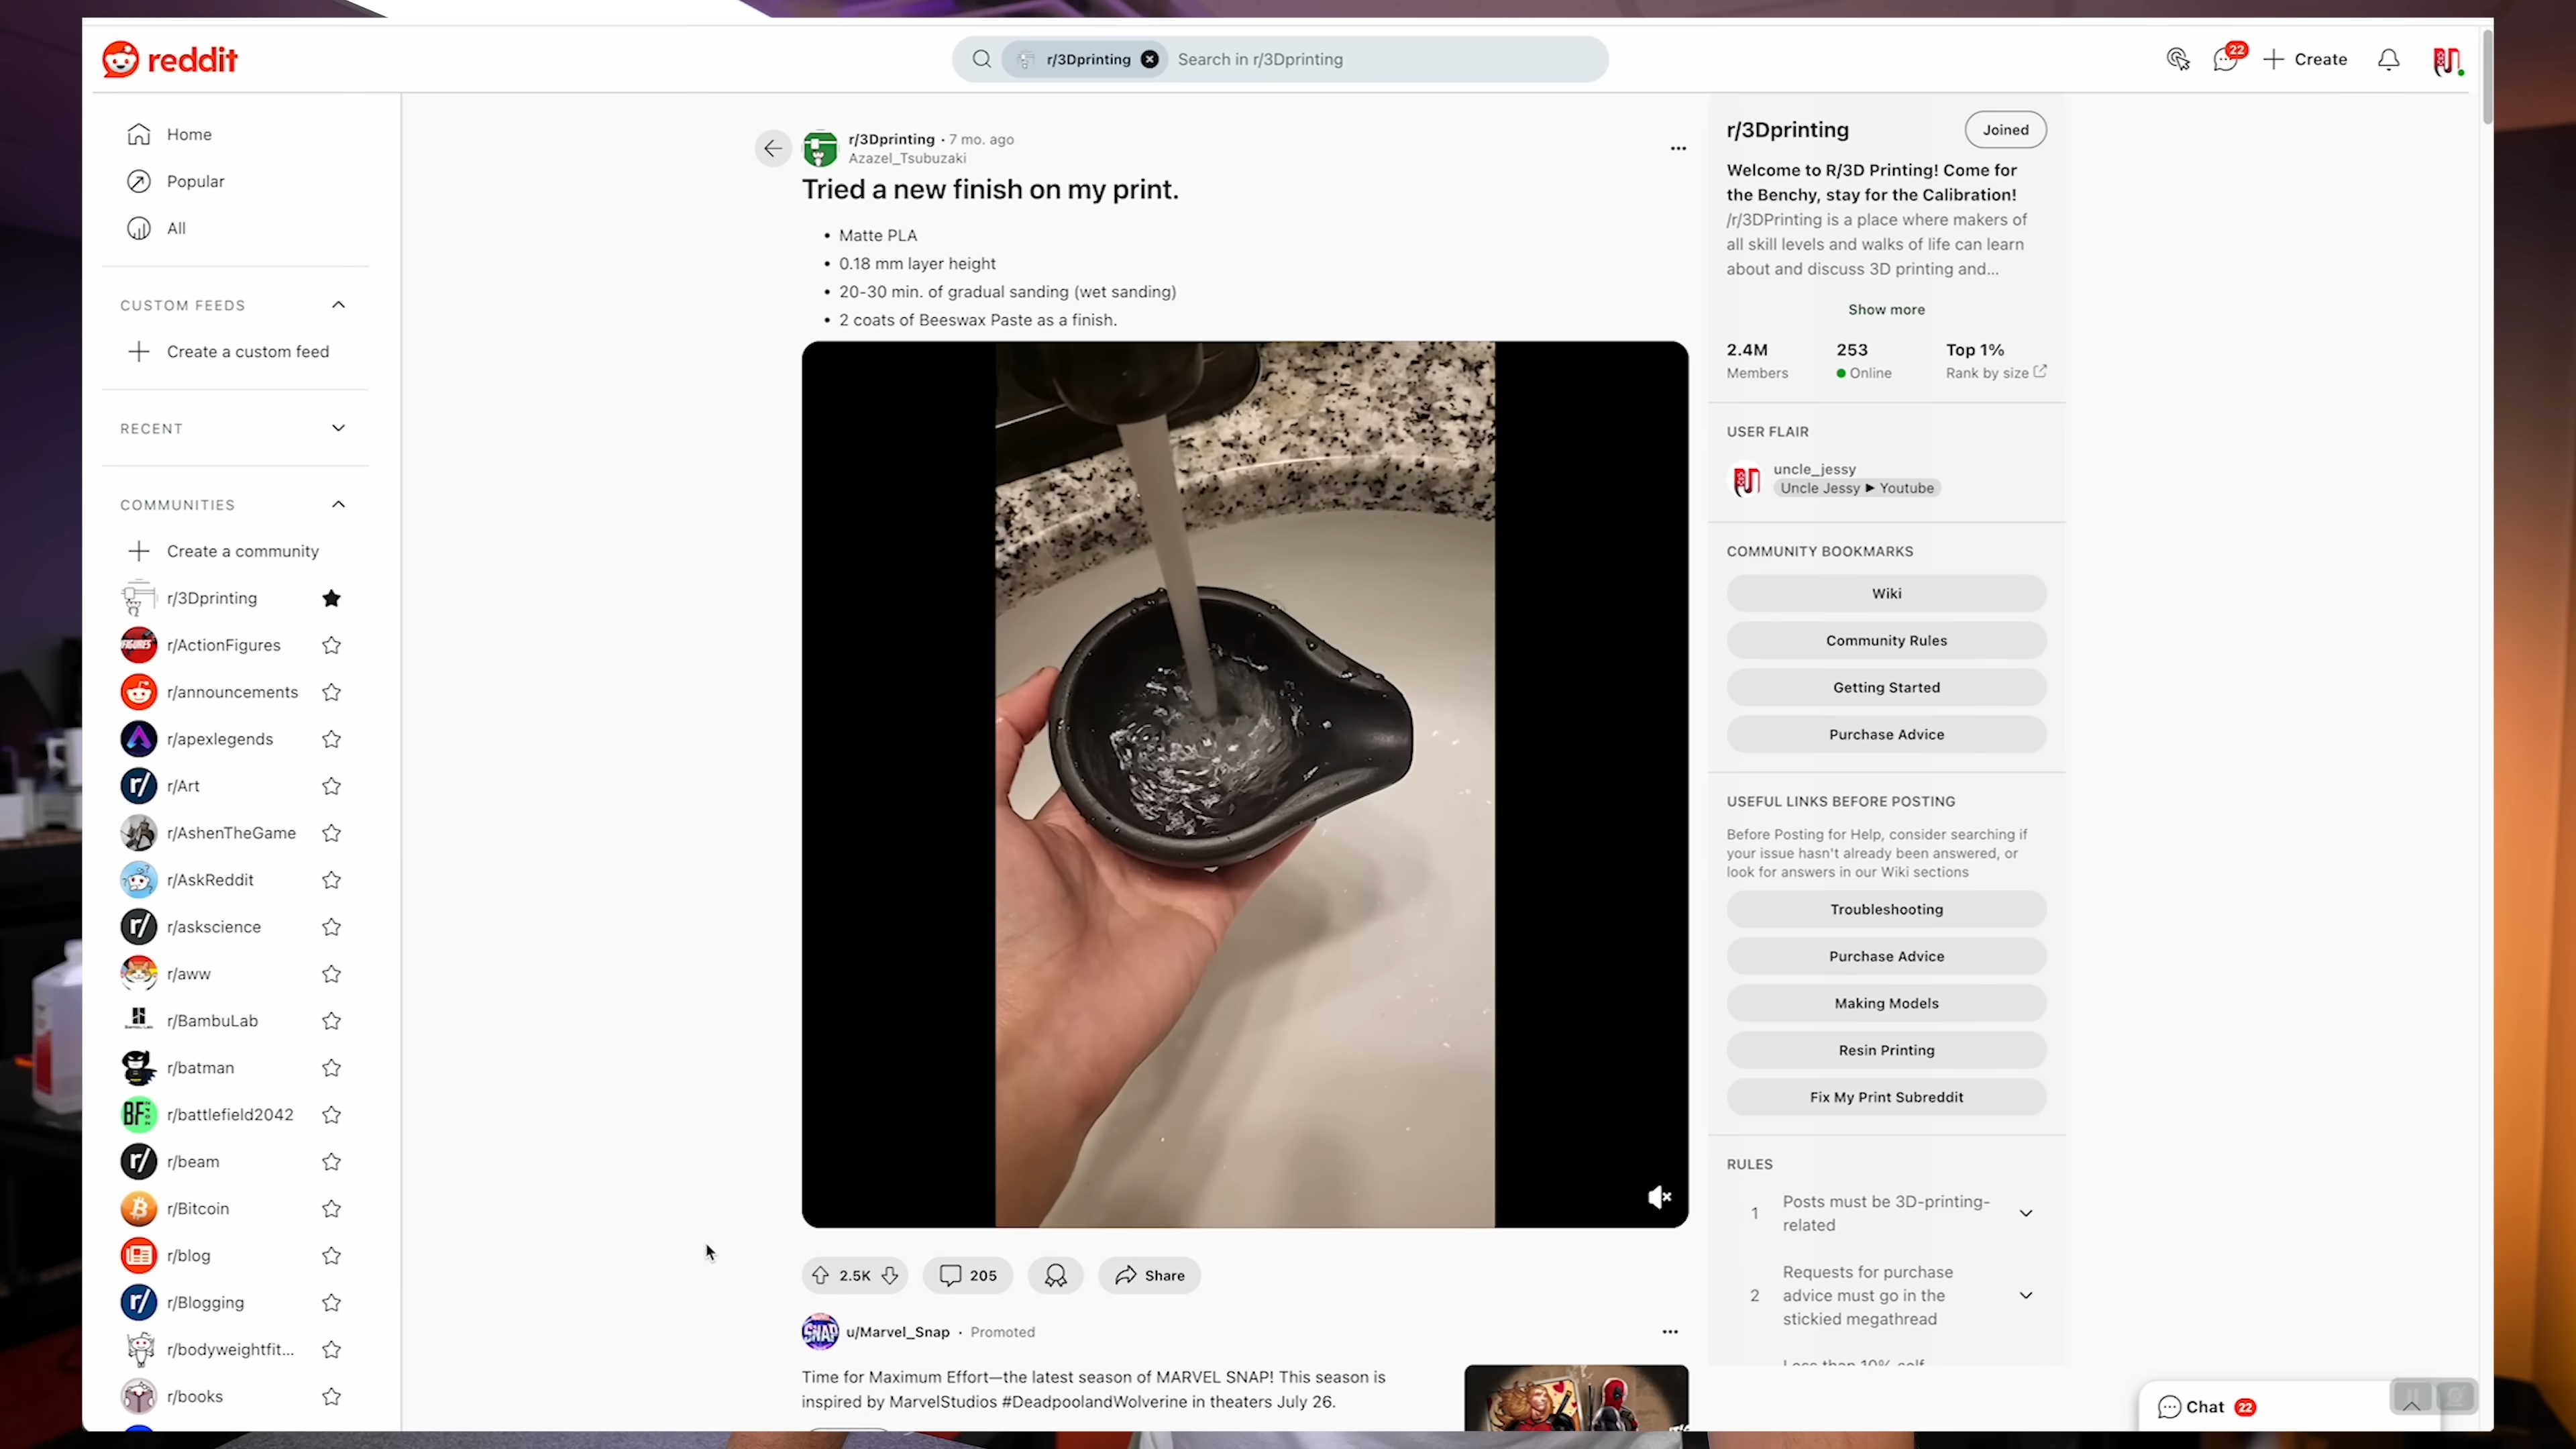 reddit
r/3Dprinting
Search in r/3Dprinting
22
Create
Home
Popular
All
CUSTOM FEEDS
Create a custom feed
RECENT
COMMUNITIES
Create a community
r/3Dprinting
r/ActionFigures
r/announcements
r/apexlegends
r/Art
r/AshenTheGame
r/AskReddit
r/askscience
r/aww
r/BambuLab
r/batman
r/battlefield2042
r/beam
r/Bitcoin
r/blog
r/Blogging
r/bodyweightfit...
r/books
r/3Dprinting · 7 mo. ago
Azazel_Tsubuzaki
Tried a new finish on my print.
• Matte PLA
• 0.18 mm layer height
• 20-30 min. of gradual sanding (wet sanding)
• 2 coats of Beeswax Paste as a finish.
2.5K
205
Share
SNAP
u/Marvel_Snap · Promoted
Time for Maximum Effort—the latest season of MARVEL SNAP! This season is
inspired by MarvelStudios #DeadpoolandWolverine in theaters July 26.
r/3Dprinting
Joined
Welcome to R/3D Printing! Come for
the Benchy, stay for the Calibration!
/r/3DPrinting is a place where makers of
all skill levels and walks of life can learn
about and discuss 3D printing and...
Show more
2.4M 253 Top 1%
Members Online Rank by size
USER FLAIR
uncle_jessy
Uncle Jessy ▶ Youtube
COMMUNITY BOOKMARKS
Wiki
Community Rules
Getting Started
Purchase Advice
USEFUL LINKS BEFORE POSTING
Before Posting for Help, consider searching if
your issue hasn't already been answered, or
look for answers in our Wiki sections
Troubleshooting
Purchase Advice
Making Models
Resin Printing
Fix My Print Subreddit
RULES
1 Posts must be 3D-printing-
related
2 Requests for purchase
advice must go in the
stickied megathread
Less than 10% self
Chat 22